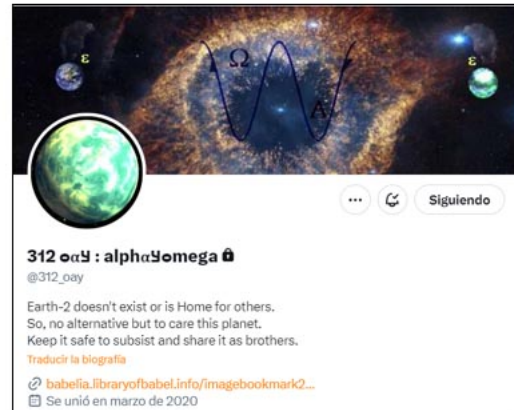 ε
Ω
ε
A
Siguiendo
312 oαY : alphαYomega
@312_oay
Earth-2 doesn't exist or is Home for others.
So, no alternative but to care this planet.
Keep it safe to subsist and share it as brothers.
Traducir la biografía
babelia.libraryofbabel.info/imagebookmark2...
Se unió en marzo de 2020